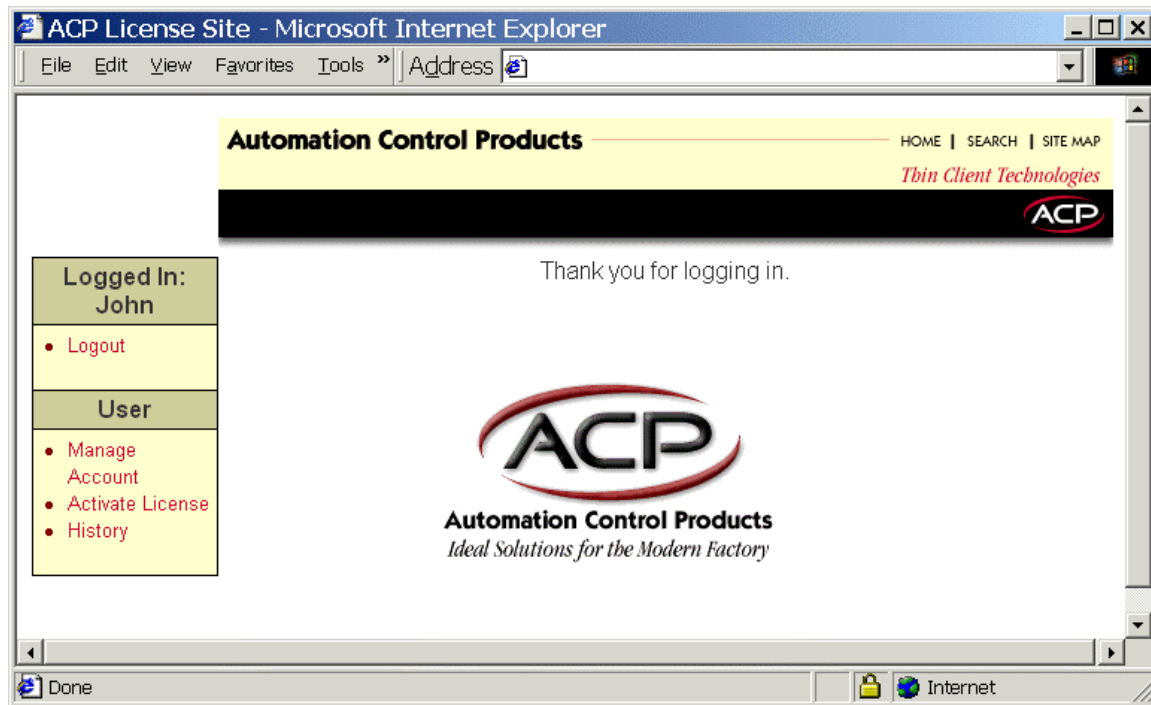 ACP License Site - Microsoft Internet Explorer
File Edit View Favorites Tools » Address
Automation Control Products HOME | SEARCH | SITE MAP
Thin Client Technologies
ACP
Logged In:
John
Thank you for logging in.
• Logout
User
• Manage
Account
• Activate License
• History
ACP
Automation Control Products
Ideal Solutions for the Modern Factory
Done Internet